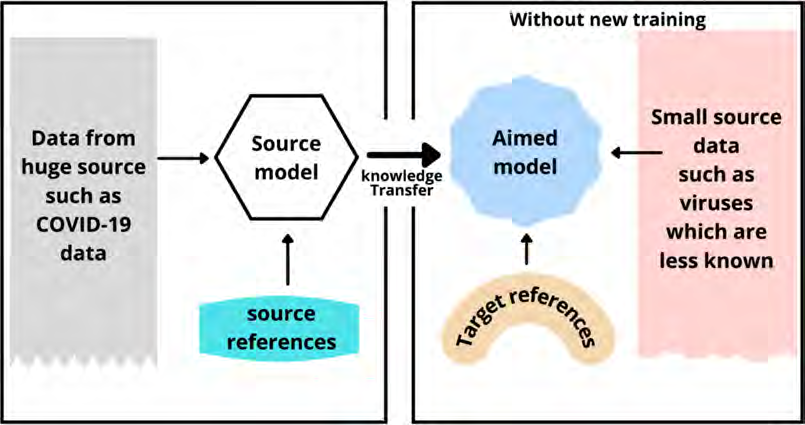 Without new training
Data from
huge source
such as
COVID-19
data
Source
model
source
references
knowledge
Transfer
Aimed
model
Target references
Small source
data
such as
viruses
which are
less known